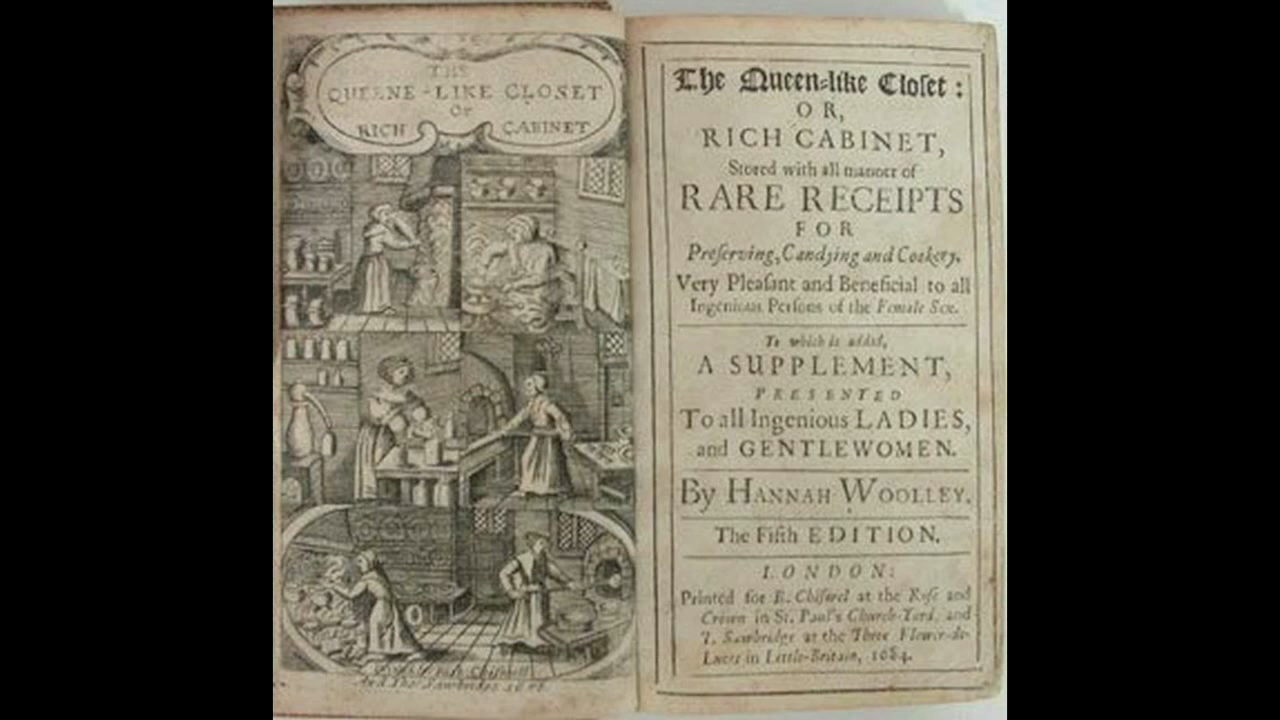 THE
QUEENE-LIKE CLOSET
OR
RICH CABINET
The Queen-like Closet:
OR,
RICH CABINET,
Stored with all manner of
RARE RECEIPTS
FOR
Preſerving, Candying and Cookery.
Very Pleaſant and Beneficial to all
Ingenious Perſons of the Female Sex.
To which is added,
A SUPPLEMENT,
PRESENTED
To all Ingenious LADIES,
and GENTLEWOMEN.
By HANNAH WOOLLEY.
The Fifth EDITION.
LONDON:
Printed for R. Chiſwel at the Roſe and
Crown in St. Paul's Church-Yard, and
T. Sawbridge at the Three Flower-de-
Luces in Little-Britain, 1684.